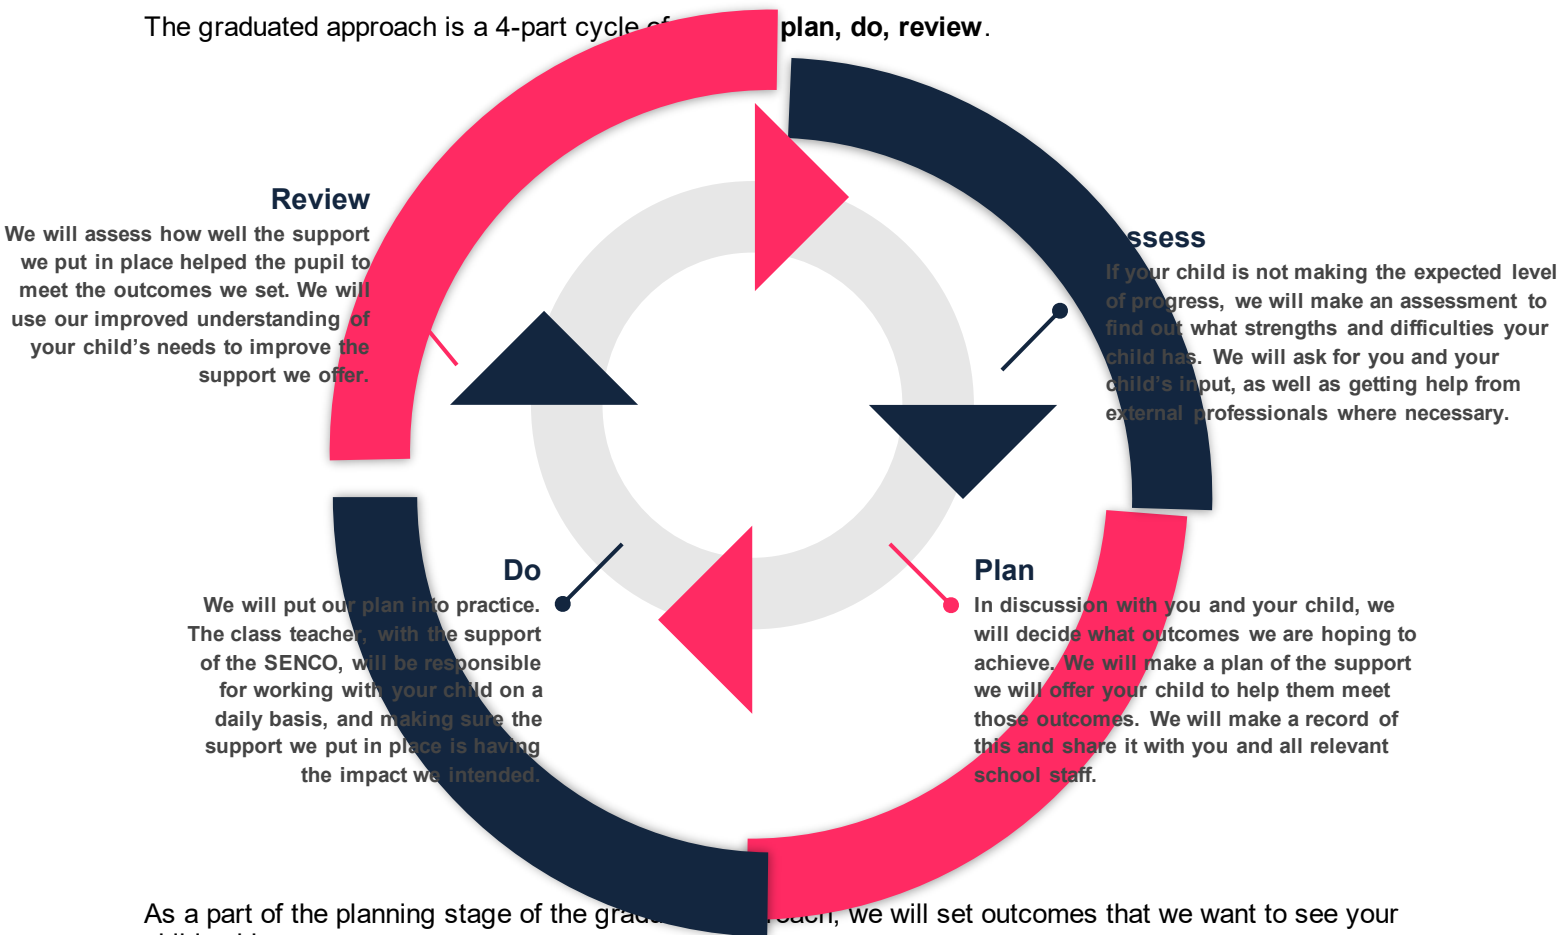 The graduated approach is a 4-part cycle of plan, do, review.
Review
We will assess how well the support
we put in place helped the pupil to
meet the outcomes we set. We will
use our improved understanding of
your child’s needs to improve the
support we offer.
ssess
If your child is not making the expected level
of progress, we will make an assessment to
find out what strengths and difficulties your
child has. We will ask for you and your
child’s input, as well as getting help from
external professionals where necessary.
Do
We will put our plan into practice.
The class teacher, with the support
of the SENCO, will be responsible
for working with your child on a
daily basis, and making sure the
support we put in place is having
the impact we intended.
Plan
In discussion with you and your child, we
will decide what outcomes we are hoping to
achieve. We will make a plan of the support
we will offer your child to help them meet
those outcomes. We will make a record of
this and share it with you and all relevant
school staff.
As a part of the planning stage of the we will set outcomes that we want to see your